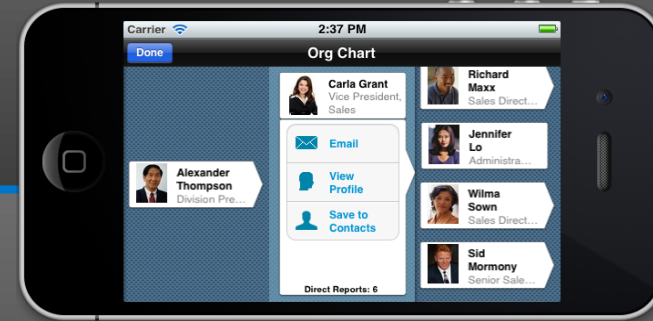 Carrier
2:37 PM
Done
Org Chart
Alexander
Thompson
Division Pre...
Carla Grant
Vice President,
Sales
Email
View
Profile
Save to
Contacts
Direct Reports: 6
Richard
Maxx
Sales Direct...
Jennifer
Lo
Administra...
Wilma
Sown
Sales Direct...
Sid
Mormony
Senior Sale...